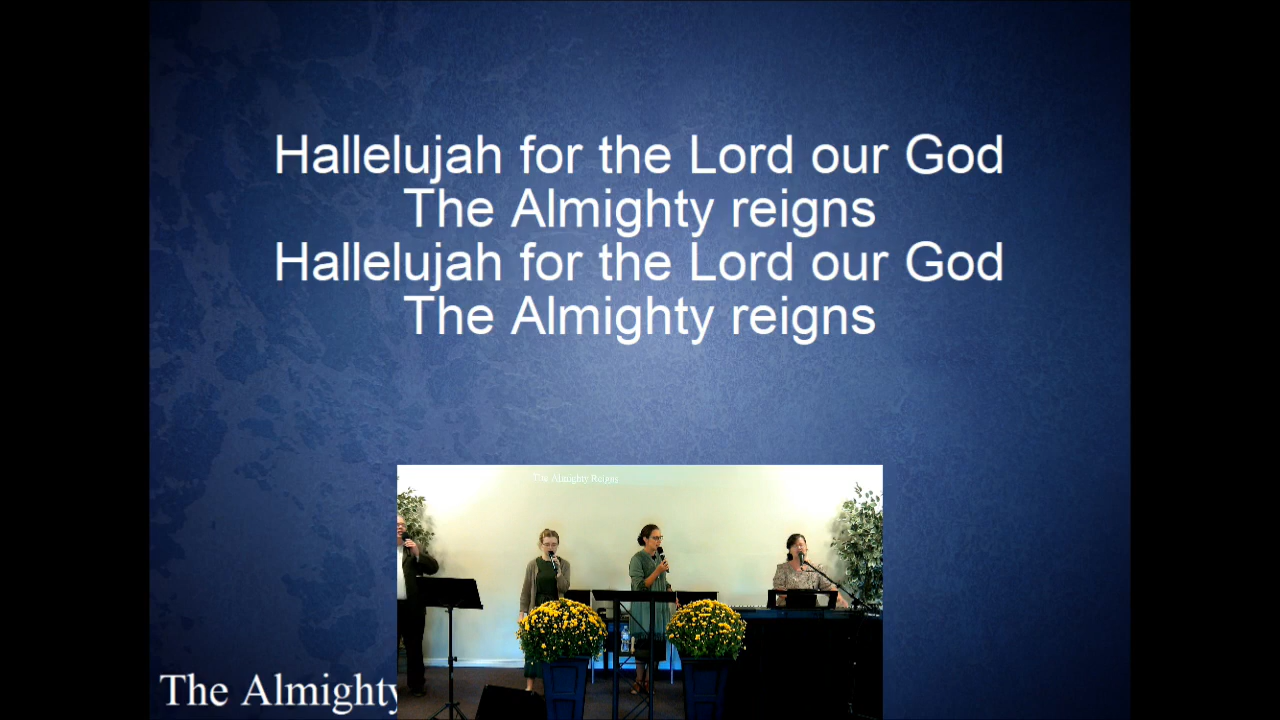 Hallelujah for the Lord our God
The Almighty reigns
Hallelujah for the Lord our God
The Almighty reigns
The Almighty Reigns
The Almighty